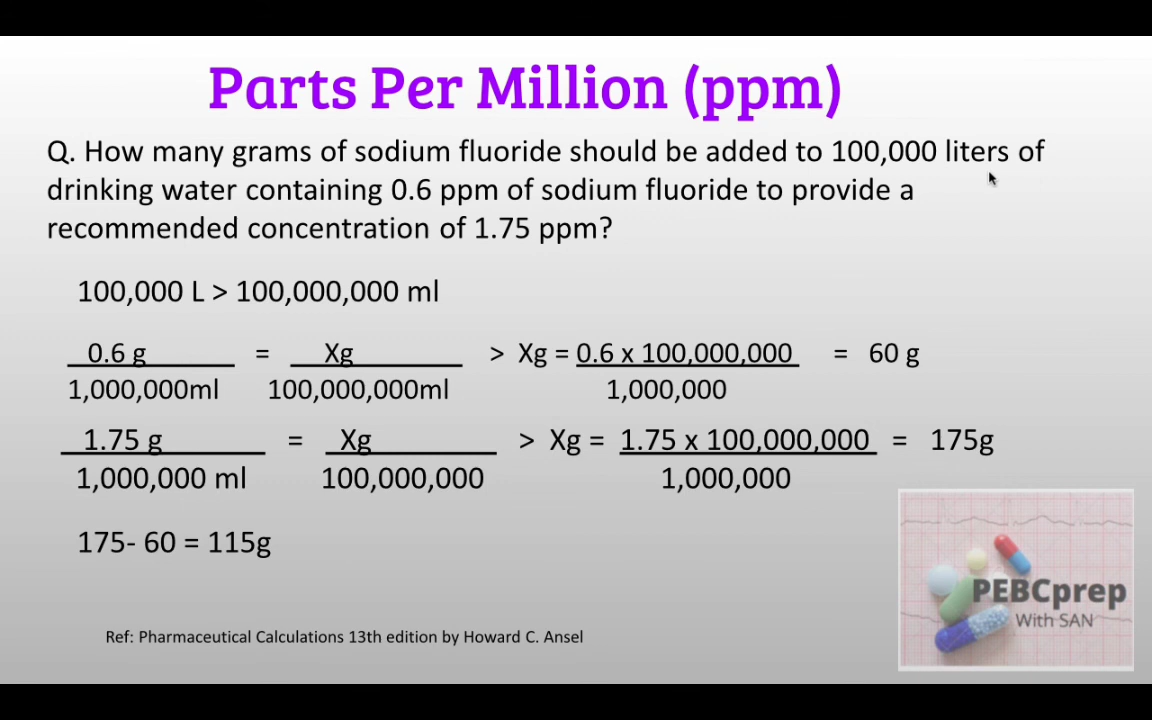 Parts Per Million (ppm)
Q. How many grams of sodium fluoride should be added to 100,000 liters of
drinking water containing 0.6 ppm of sodium fluoride to provide a
recommended concentration of 1.75 ppm?
100,000 L > 100,000,000 ml
0.6 g = Xg > Xg = 0.6 x 100,000,000 = 60 g
1,000,000ml 100,000,000ml 1,000,000
1.75 g = Xg > Xg = 1.75 x 100,000,000 = 175g
1,000,000 ml 100,000,000 1,000,000
175- 60 = 115g
PEBCprep
With SAN
Ref: Pharmaceutical Calculations 13th edition by Howard C. Ansel